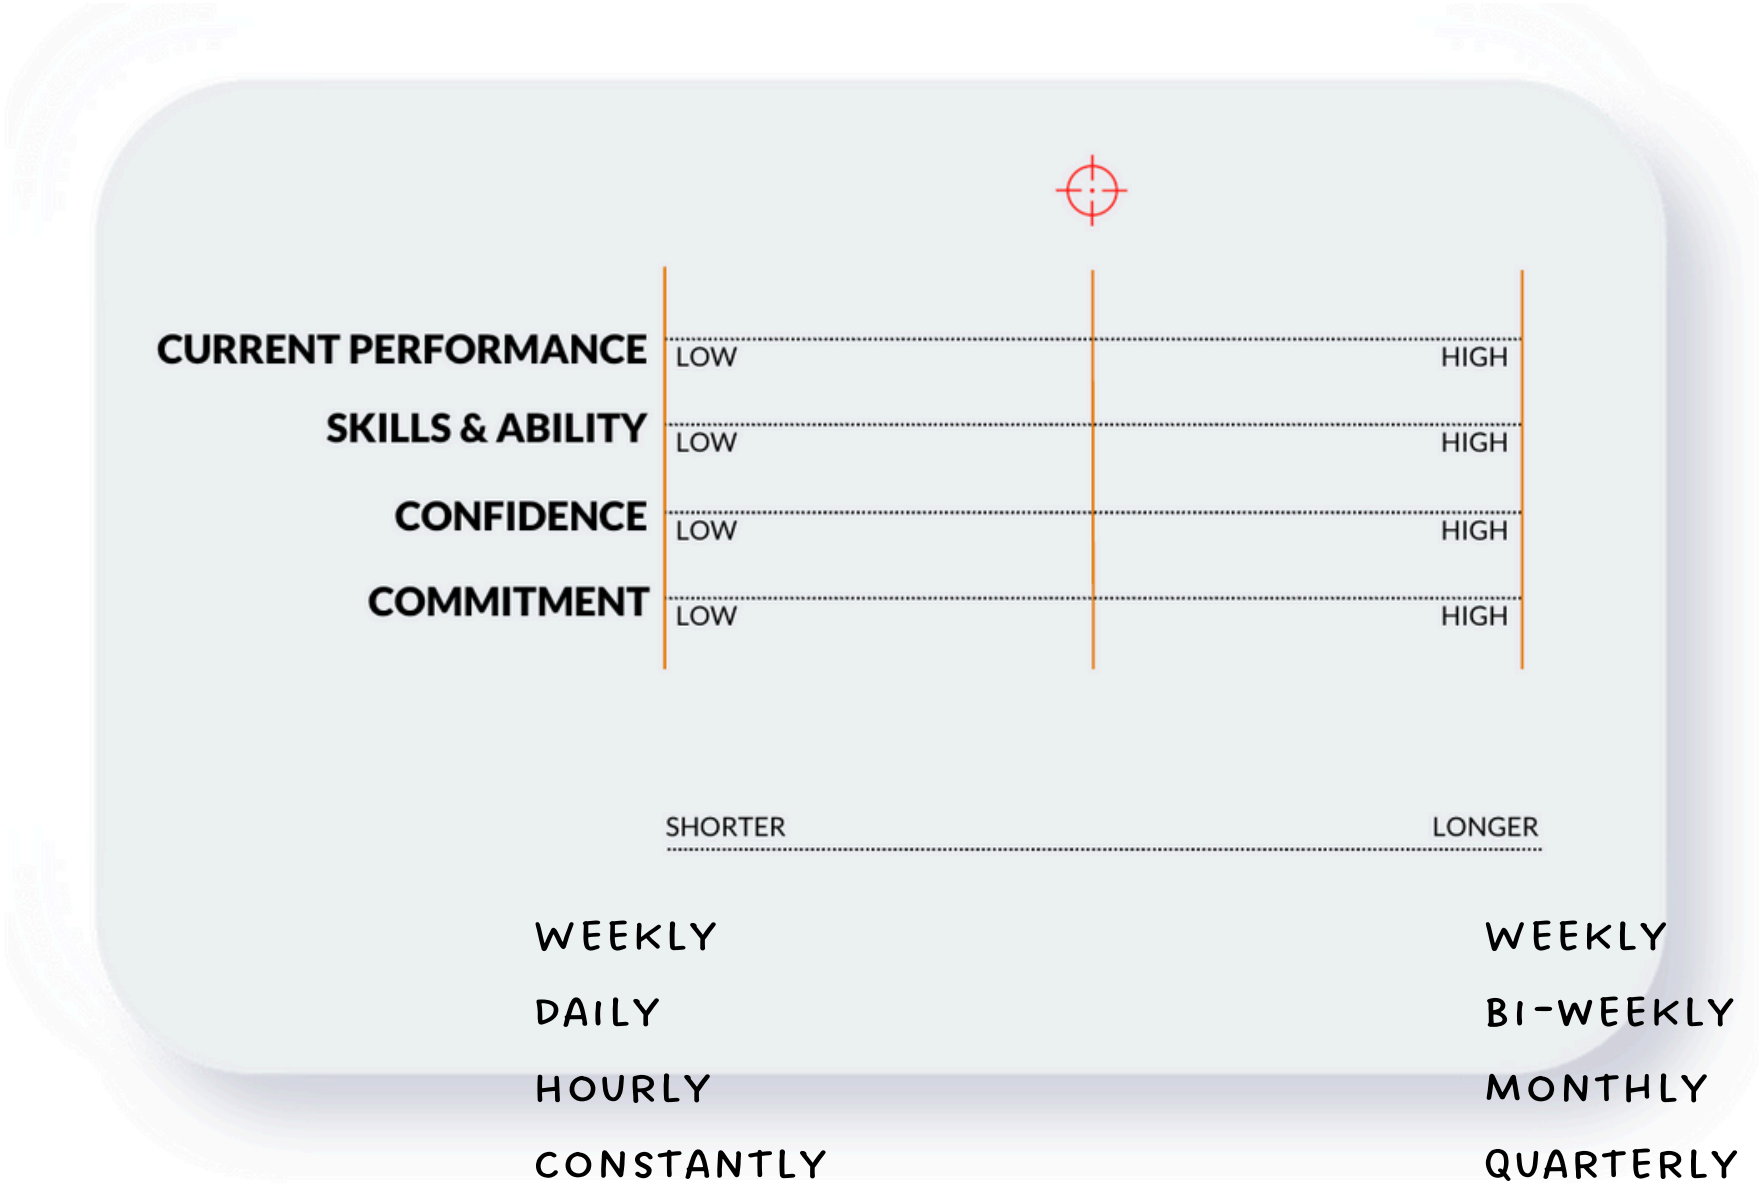 CURRENT PERFORMANCE
LOW HIGH
SKILLS & ABILITY
LOW HIGH
CONFIDENCE
LOW HIGH
COMMITMENT
LOW HIGH
SHORTER LONGER
WEEKLY WEEKLY
DAILY BI-WEEKLY
HOURLY MONTHLY
CONSTANTLY QUARTERLY